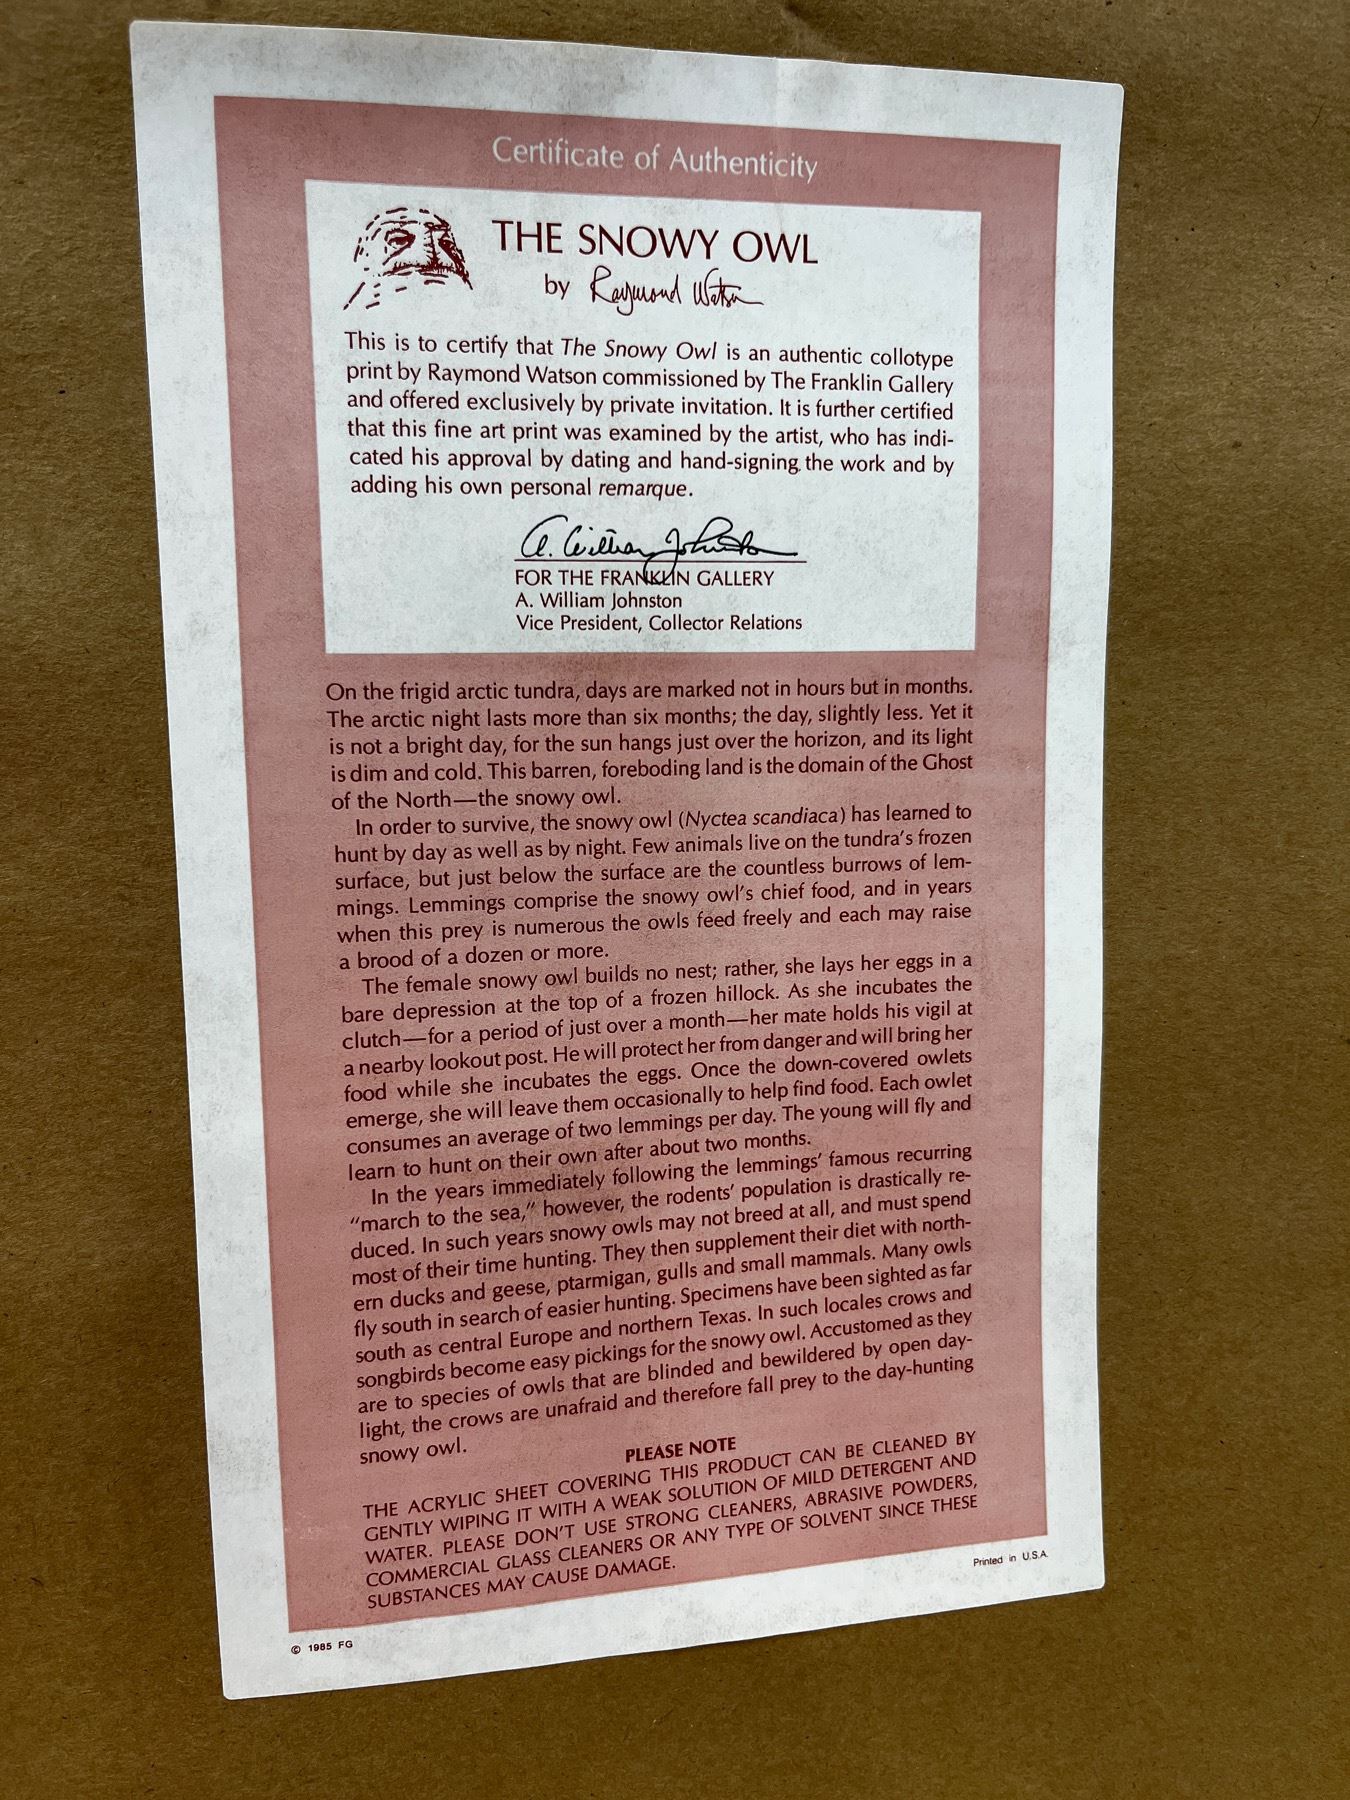 Certificate of Authenticity
THE SNOWY OWL
by Raymond Watson
This is to certify that The Snowy Owl is an authentic collotype
print by Raymond Watson commissioned by The Franklin Gallery
and offered exclusively by private invitation. It is further certified
that this fine art print was examined by the artist, who has indi-
cated his approval by dating and hand-signing the work and by
adding his own personal remarque.
A. William Johnston
FOR THE FRANKLIN GALLERY
A. William Johnston
Vice President, Collector Relations
On the frigid arctic tundra, days are marked not in hours but in months.
The arctic night lasts more than six months; the day, slightly less. Yet it
is not a bright day, for the sun hangs just over the horizon, and its light
is dim and cold. This barren, foreboding land is the domain of the Ghost
of the North—the snowy owl.
In order to survive, the snowy owl (Nyctea scandiaca) has learned to
hunt by day as well as by night. Few animals live on the tundra's frozen
surface, but just below the surface are the countless burrows of lem-
mings. Lemmings comprise the snowy owl's chief food, and in years
when this prey is numerous the owls feed freely and each may raise
a brood of a dozen or more.
The female snowy owl builds no nest; rather, she lays her eggs in a
bare depression at the top of a frozen hillock. As she incubates the
clutch—for a period of just over a month—her mate holds his vigil at
a nearby lookout post. He will protect her from danger and will bring her
food while she incubates the eggs. Once the down-covered owlets
emerge, she will leave them occasionally to help find food. Each owlet
consumes an average of two lemmings per day. The young will fly and
learn to hunt on their own after about two months.
In the years immediately following the lemmings' famous recurring
"march to the sea," however, the rodents' population is drastically re-
duced. In such years snowy owls may not breed at all, and must spend
most of their time hunting. They then supplement their diet with north-
ern ducks and geese, ptarmigan, gulls and small mammals. Many owls
fly south in search of easier hunting. Specimens have been sighted as far
south as central Europe and northern Texas. In such locales crows and
songbirds become easy pickings for the snowy owl. Accustomed as they
are to species of owls that are blinded and bewildered by open day-
light, the crows are unafraid and therefore fall prey to the day-hunting
snowy owl.
PLEASE NOTE
THE ACRYLIC SHEET COVERING THIS PRODUCT CAN BE CLEANED BY
GENTLY WIPING IT WITH A WEAK SOLUTION OF MILD DETERGENT AND
WATER. PLEASE DON'T USE STRONG CLEANERS, ABRASIVE POWDERS,
COMMERCIAL GLASS CLEANERS OR ANY TYPE OF SOLVENT SINCE THESE
SUBSTANCES MAY CAUSE DAMAGE.
Printed in U.S.A.
© 1985 FG